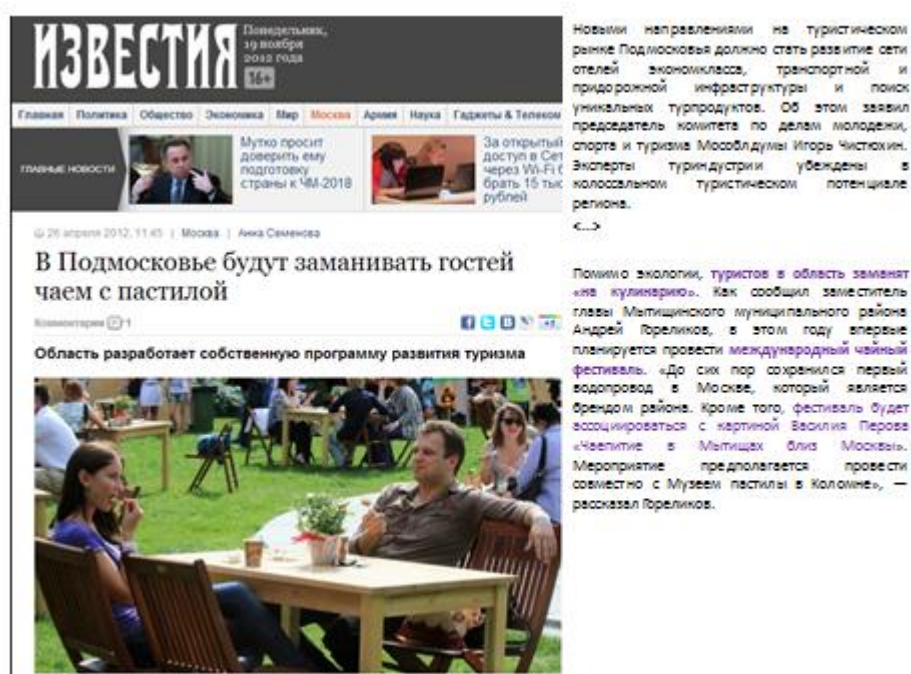 ИЗВЕСТИЯ
Понедельник,
19 ноября
2012 года
16+
Главная Политика Общество Экономика Мир Москва Армия Наука Гаджеты & Телеком
ГЛАВНЫЕ НОВОСТИ
Мутко просит
доверить ему
подготовку
страны к ЧМ-2018
За открытый
доступ в Сет
через Wi-Fi б
брать 15 тыс
рублей
26 апреля 2012, 11:45 | Москва | Анна Семенова
В Подмосковье будут заманивать гостей
чаем с пастилой
Комментарии 1
Область разработает собственную программу развития туризма
Новыми направлениями на туристическом
рынке Подмосковья должно стать развитие сети
отелей экономкласса, транспортной и
придорожной инфраструктуры и поиск
уникальных турпродуктов. Об этом заявил
председатель комитета по делам молодежи,
спорта и туризма Мособлдумы Игорь Чистюхин.
Эксперты туриндустрии убеждены в
колоссальном туристическом потенциале
региона.
<...>
Помимо экологии, туристов в область заманят
«на кулинарию». Как сообщил заместитель
главы Мытищинского муниципального района
Андрей Гореликов, в этом году впервые
планируется провести международный чайный
фестиваль. «До сих пор сохранился первый
водопровод в Москве, который является
брендом района. Кроме того, фестиваль будет
ассоциироваться с картиной Василия Перова
«Чаепитие в Мытищах близ Москвы».
Мероприятие предполагается провести
совместно с Музеем пастилы в Коломне», —
рассказал Гореликов.